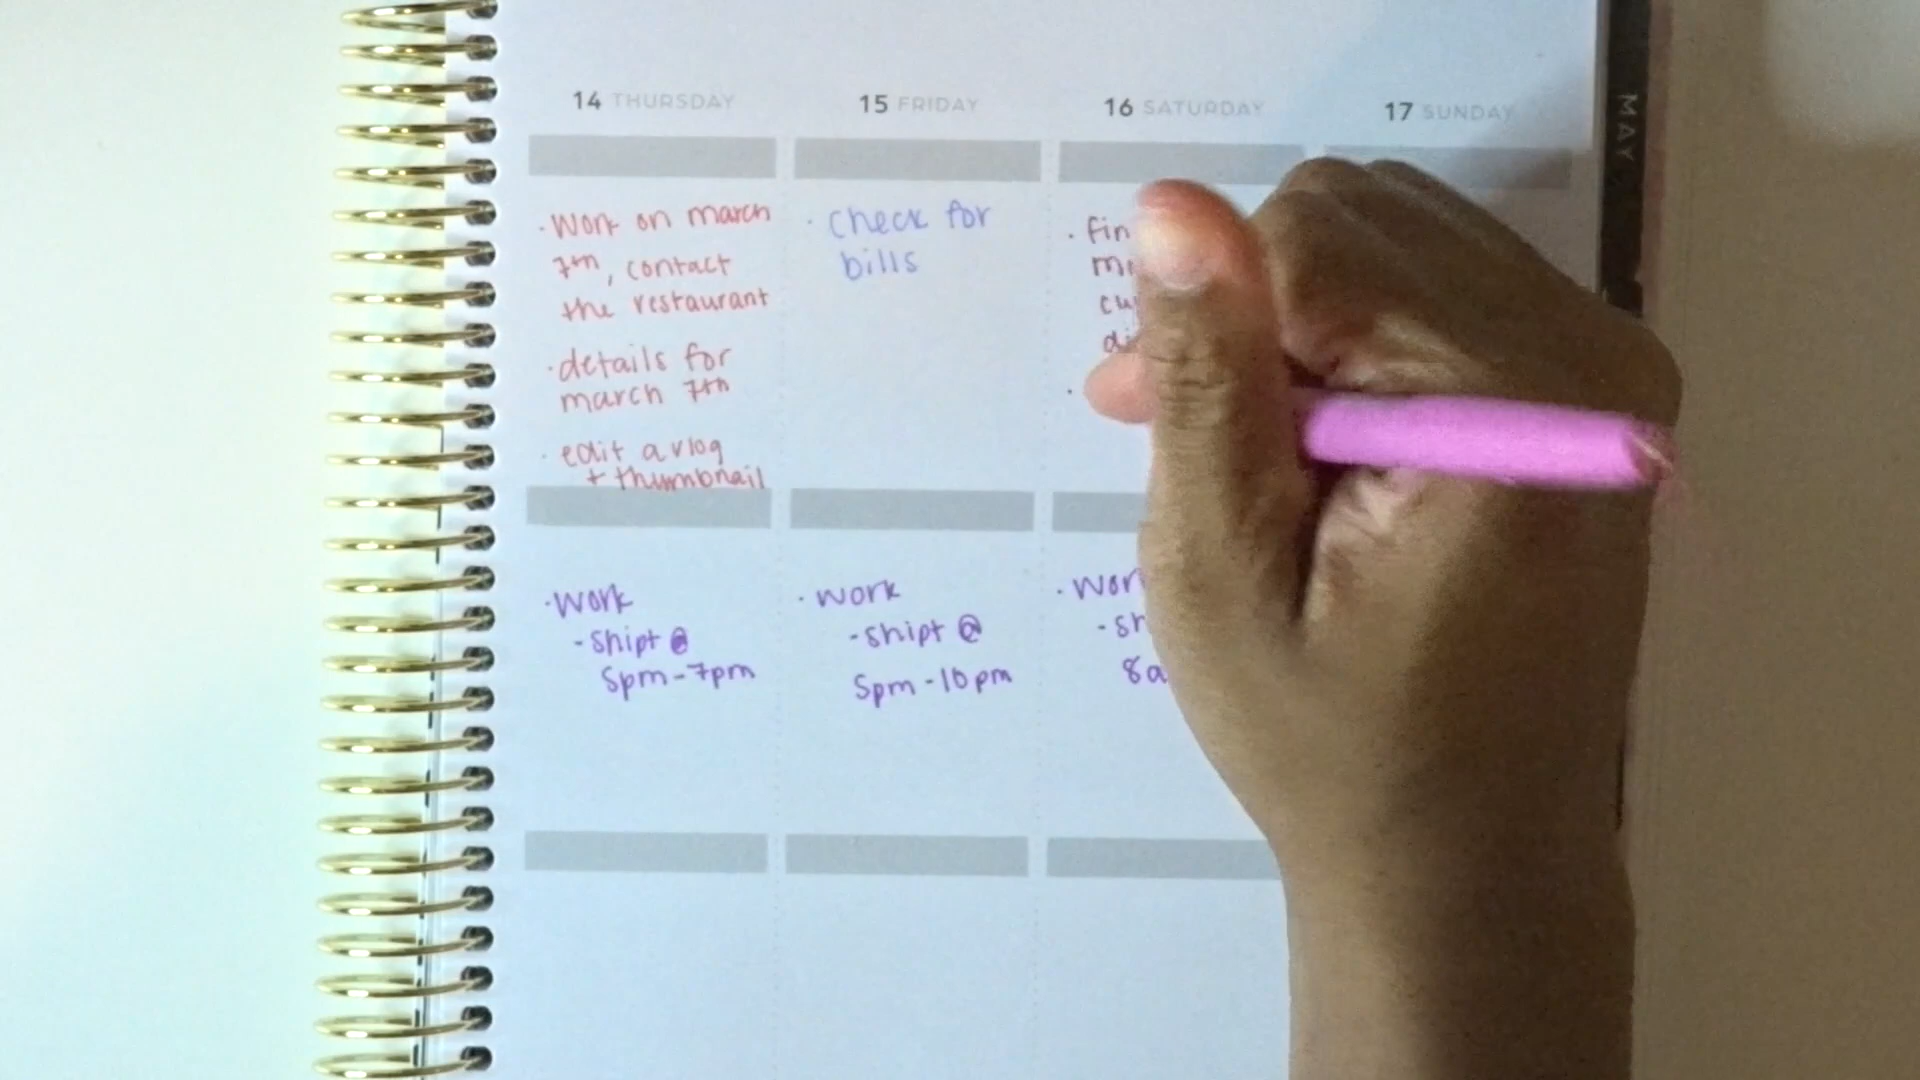 14 THURSDAY
15 FRIDAY
16 SATURDAY
17 SUNDAY
MAY
· Work on march
7th, contact
the restaurant
· details for
march 7th
· edit a vlog
+ thumbnail
· check for
bills
· work
- Shipt @
5pm - 7pm
· work
- Shipt @
5pm - 10pm